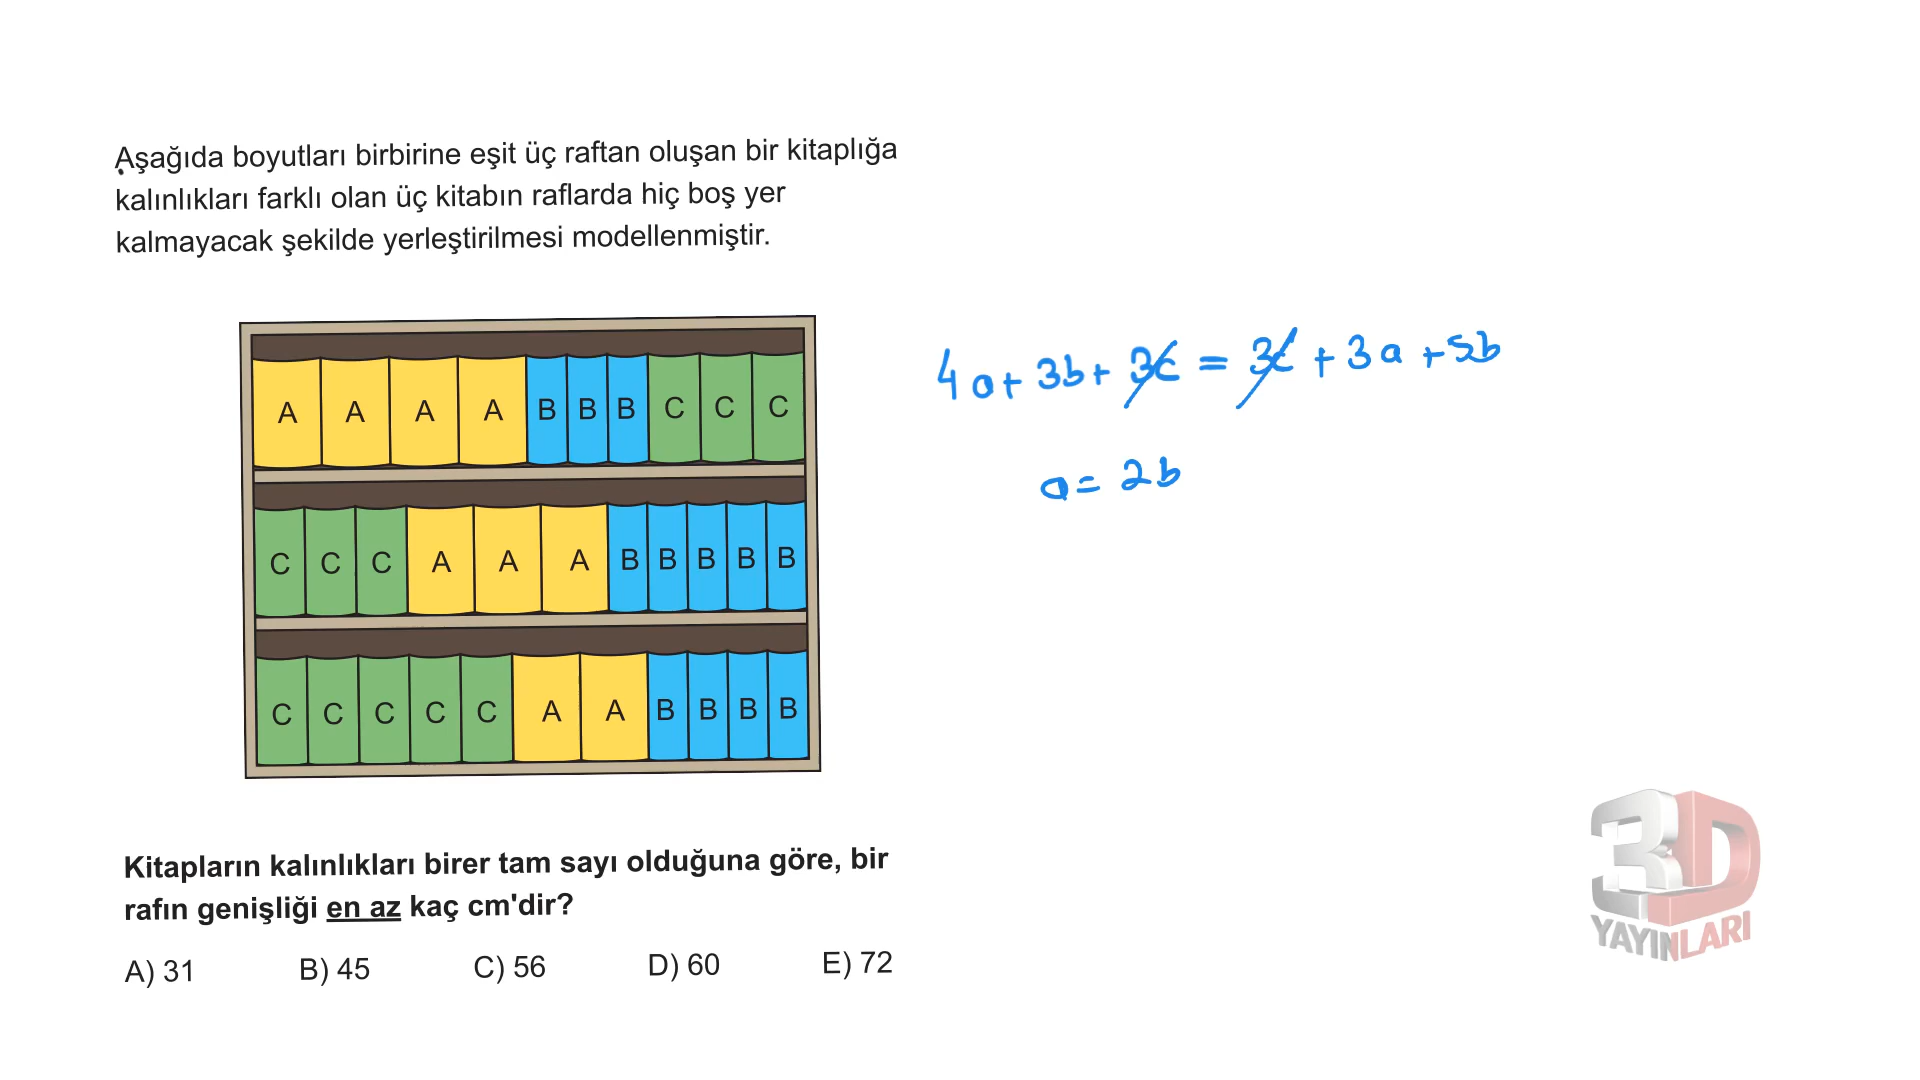 Aşağıda boyutları birbirine eşit üç raftan oluşan bir kitaplığa
kalınlıkları farklı olan üç kitabın raflarda hiç boş yer
kalmayacak şekilde yerleştirilmesi modellenmiştir.
A A A A B B B C C C
C C C A A A B B B B B
C C C C C A A B B B B
4a + 3b + 3c = 3c + 3a + 5b
a = 2b
Kitapların kalınlıkları birer tam sayı olduğuna göre, bir
rafın genişliği en az kaç cm'dir?
A) 31 B) 45 C) 56 D) 60 E) 72
3D
YAYINLARI